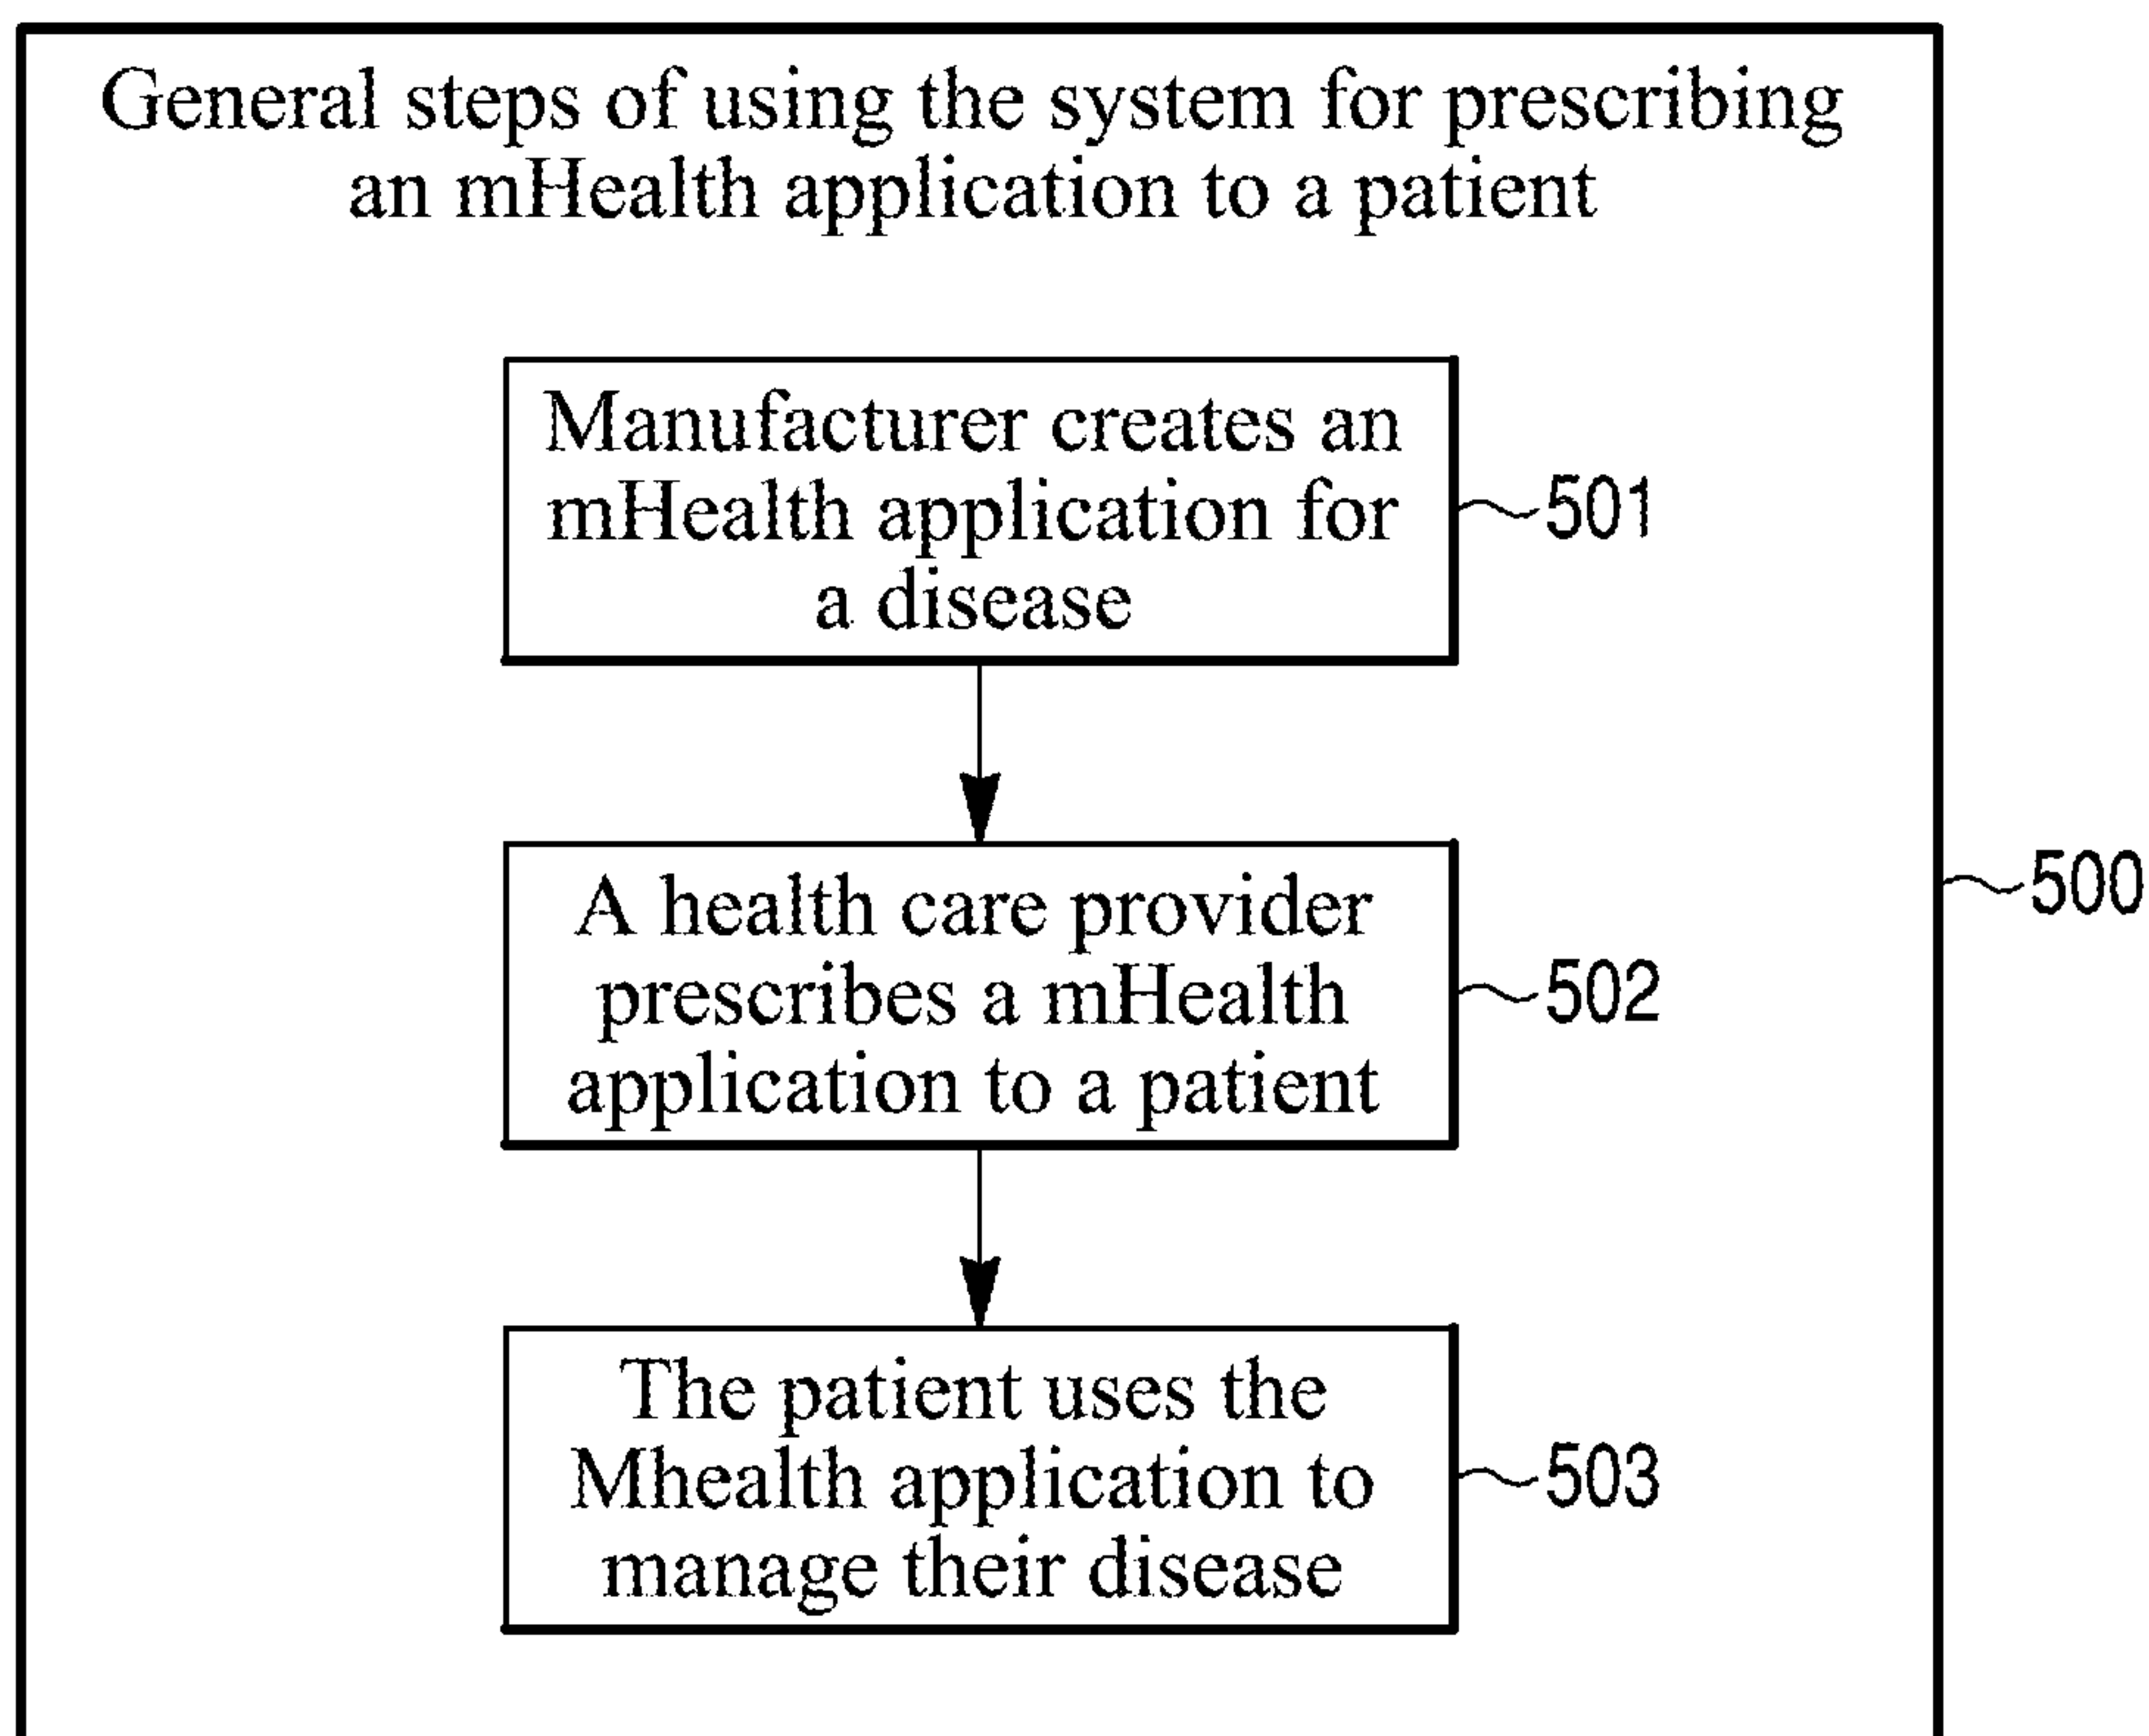 General steps of using the system for prescribing
an mHealth application to a patient
Manufacturer creates an
mHealth application for
a disease
501
A health care provider
prescribes a mHealth
application to a patient
502
500
The patient uses the
Mhealth application to
manage their disease
503